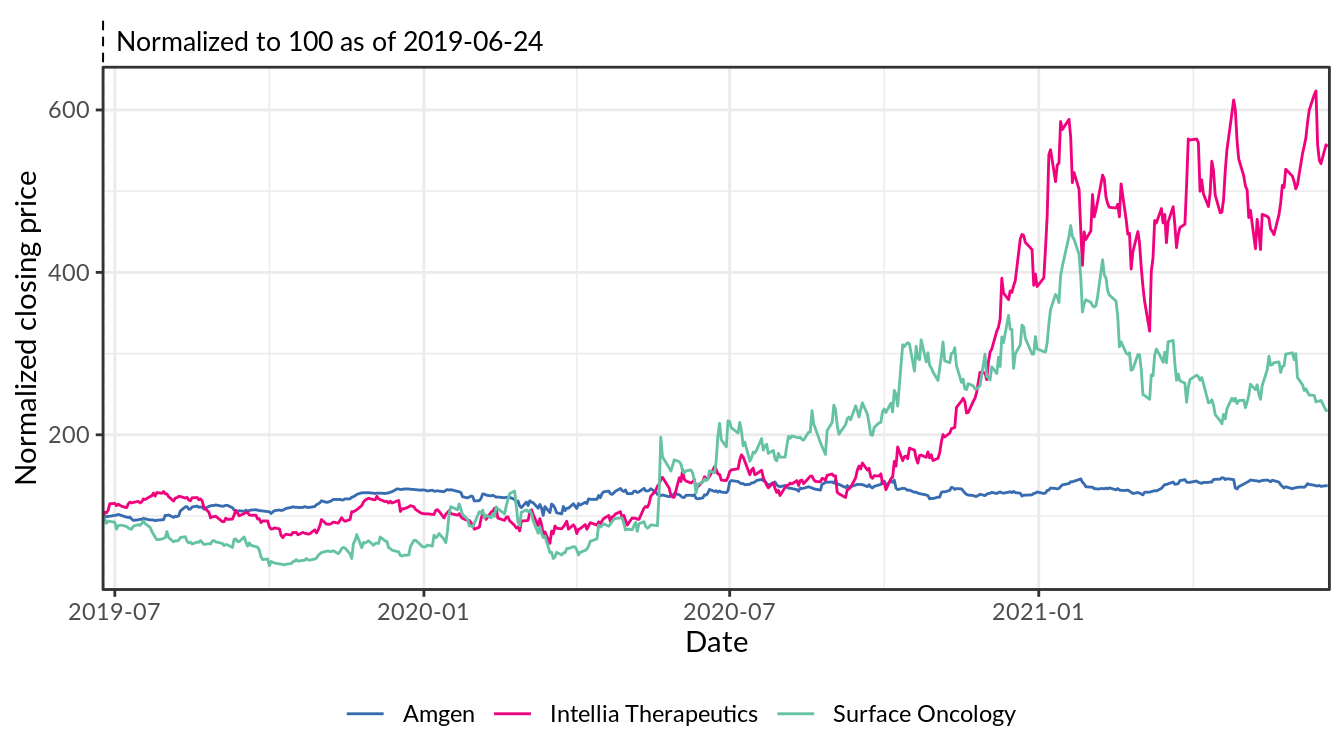 Normalized to 100 as of 2019-06-24
Normalized closing price
600
400
200
2019-07
2020-01
2020-07
2021-01
Date
Amgen
Intellia Therapeutics
Surface Oncology